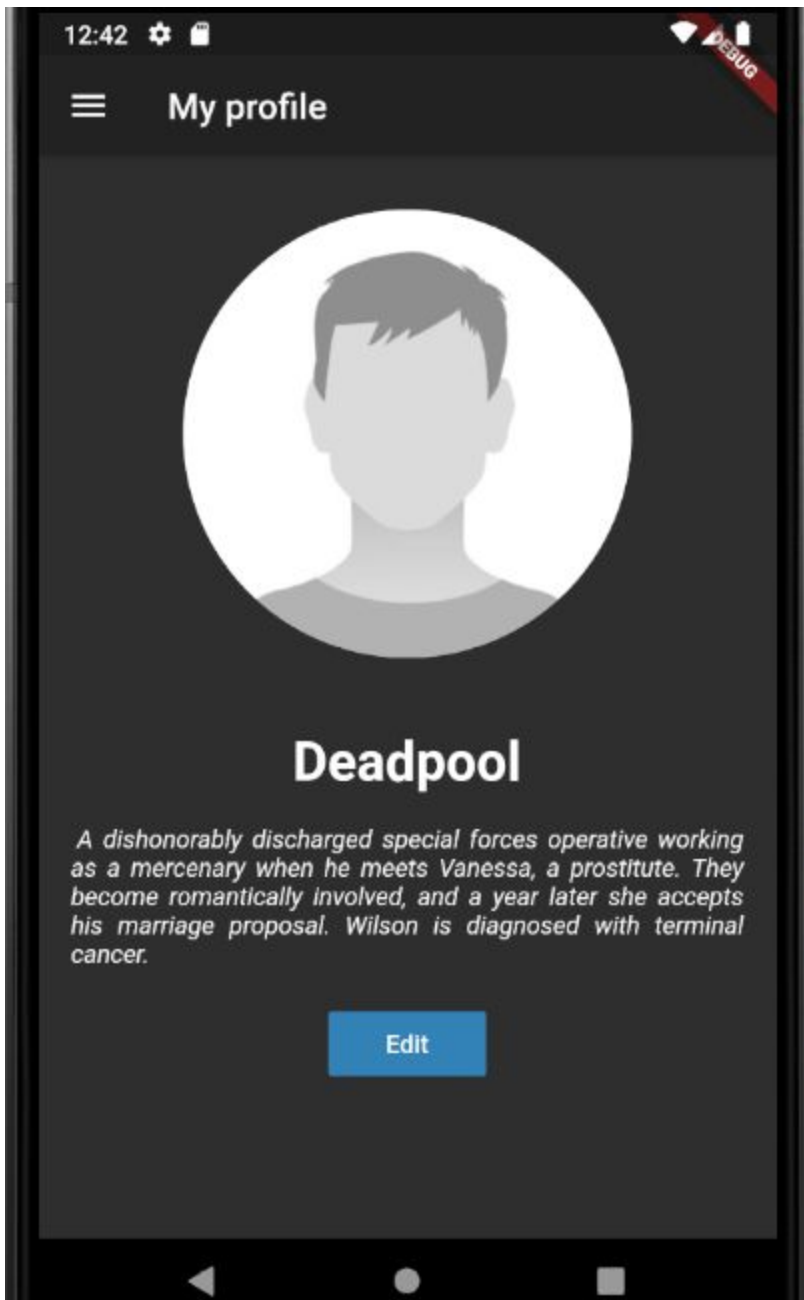 12:42
DEBUG
My profile
Deadpool
A dishonorably discharged special forces operative working
as a mercenary when he meets Vanessa, a prostitute. They
become romantically involved, and a year later she accepts
his marriage proposal. Wilson is diagnosed with terminal
cancer.
Edit